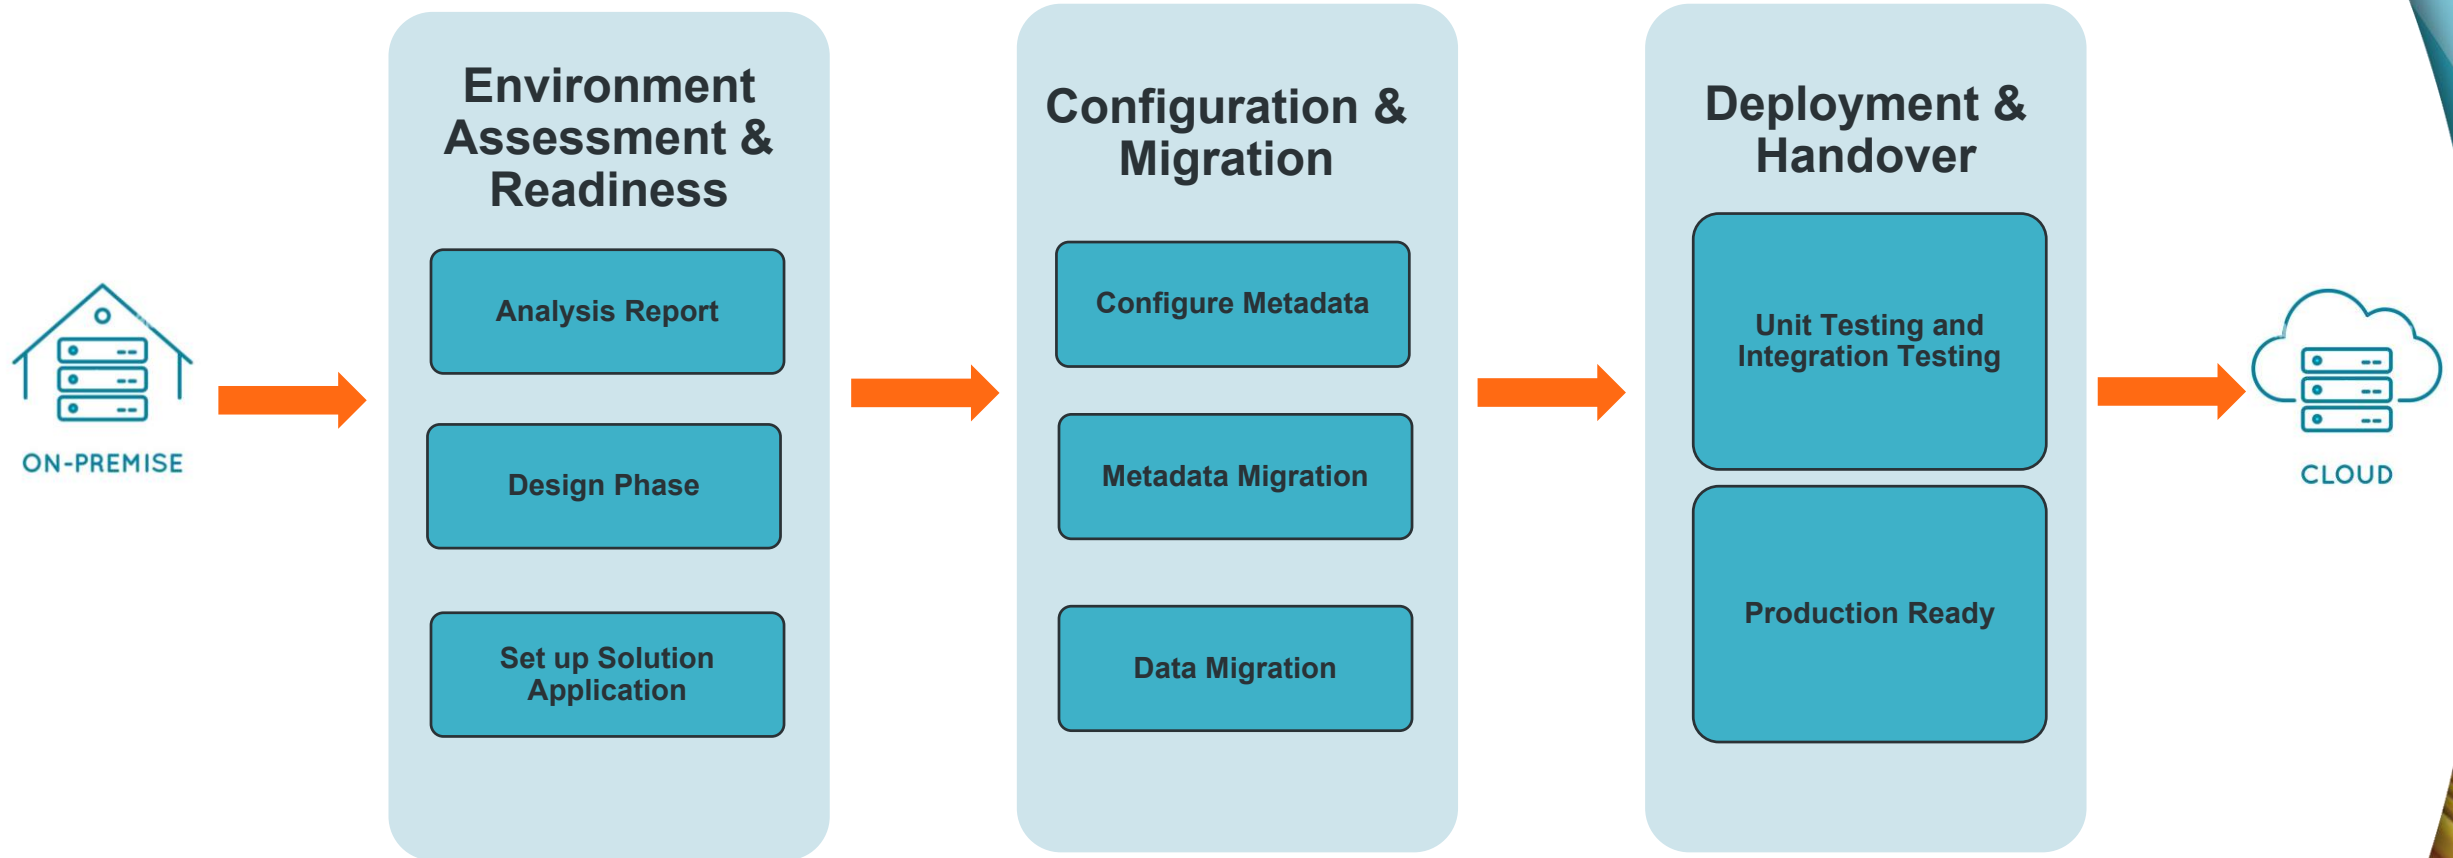 ON-PREMISE
Environment
Assessment &
Readiness
Analysis Report
Design Phase
Set up Solution
Application
Configuration &
Migration
Configure Metadata
Metadata Migration
Data Migration
Deployment &
Handover
Unit Testing and
Integration Testing
Production Ready
CLOUD